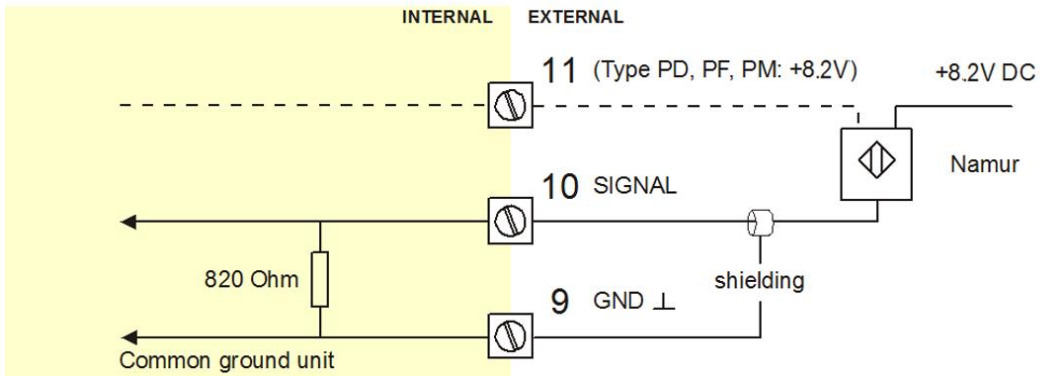 INTERNAL EXTERNAL
11 (Type PD, PF, PM: +8.2V) +8.2V DC
Namur
10 SIGNAL
820 Ohm
shielding
9 GND ⊥
Common ground unit